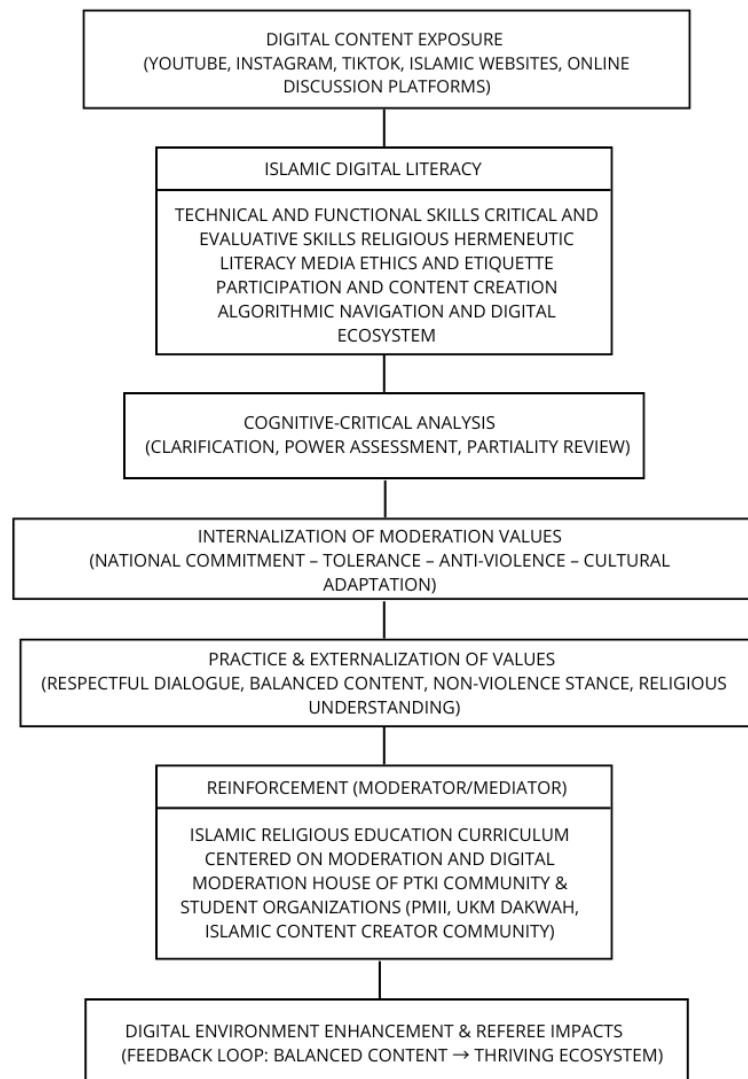 DIGITAL CONTENT EXPOSURE
(YOUTUBE, INSTAGRAM, TIKTOK, ISLAMIC WEBSITES, ONLINE
DISCUSSION PLATFORMS)
ISLAMIC DIGITAL LITERACY
TECHNICAL AND FUNCTIONAL SKILLS CRITICAL AND
EVALUATIVE SKILLS RELIGIOUS HERMENEUTIC
LITERACY MEDIA ETHICS AND ETIQUETTE
PARTICIPATION AND CONTENT CREATION
ALGORITHMIC NAVIGATION AND DIGITAL
ECOSYSTEM
COGNITIVE-CRITICAL ANALYSIS
(CLARIFICATION, POWER ASSESSMENT, PARTIALITY REVIEW)
INTERNALIZATION OF MODERATION VALUES
(NATIONAL COMMITMENT – TOLERANCE – ANTI-VIOLENCE – CULTURAL
ADAPTATION)
PRACTICE & EXTERNALIZATION OF VALUES
(RESPECTFUL DIALOGUE, BALANCED CONTENT, NON-VIOLENCE STANCE, RELIGIOUS
UNDERSTANDING)
REINFORCEMENT (MODERATOR/MEDIATOR)
ISLAMIC RELIGIOUS EDUCATION CURRICULUM
CENTERED ON MODERATION AND DIGITAL
MODERATION HOUSE OF PTKI COMMUNITY &
STUDENT ORGANIZATIONS (PMII, UKM DAKWAH,
ISLAMIC CONTENT CREATOR COMMUNITY)
DIGITAL ENVIRONMENT ENHANCEMENT & REFEREE IMPACTS
(FEEDBACK LOOP: BALANCED CONTENT → THRIVING ECOSYSTEM)